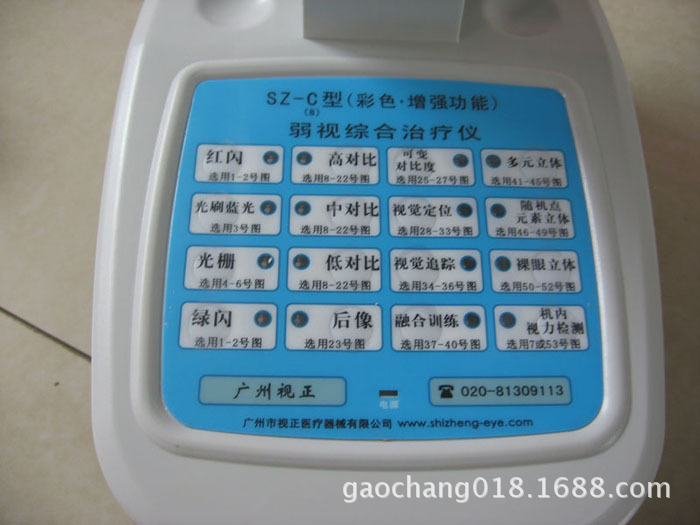 SZ-C型(彩色·增强功能)
(B)
弱视综合治疗仪
红闪
选用1-2号图
高对比
选用8-22号图
可变
对比度
选用25-27号图
多元立体
选用41-45号图
光刷蓝光
选用3号图
中对比
选用8-22号图
视觉定位
选用28-33号图
随机点
元素立体
选用46-49号图
光栅
选用4-6号图
低对比
选用8-22号图
视觉追踪
选用34-36号图
裸眼立体
选用50-52号图
绿闪
选用1-2号图
后像
选用23号图
融合训练
选用37-40号图
机内
视力检测
选用7或53号图
广州视正
电源
☎ 020-81309113
广州市视正医疗器械有限公司 www.shizheng-eye.com
gaochang018.1688.com